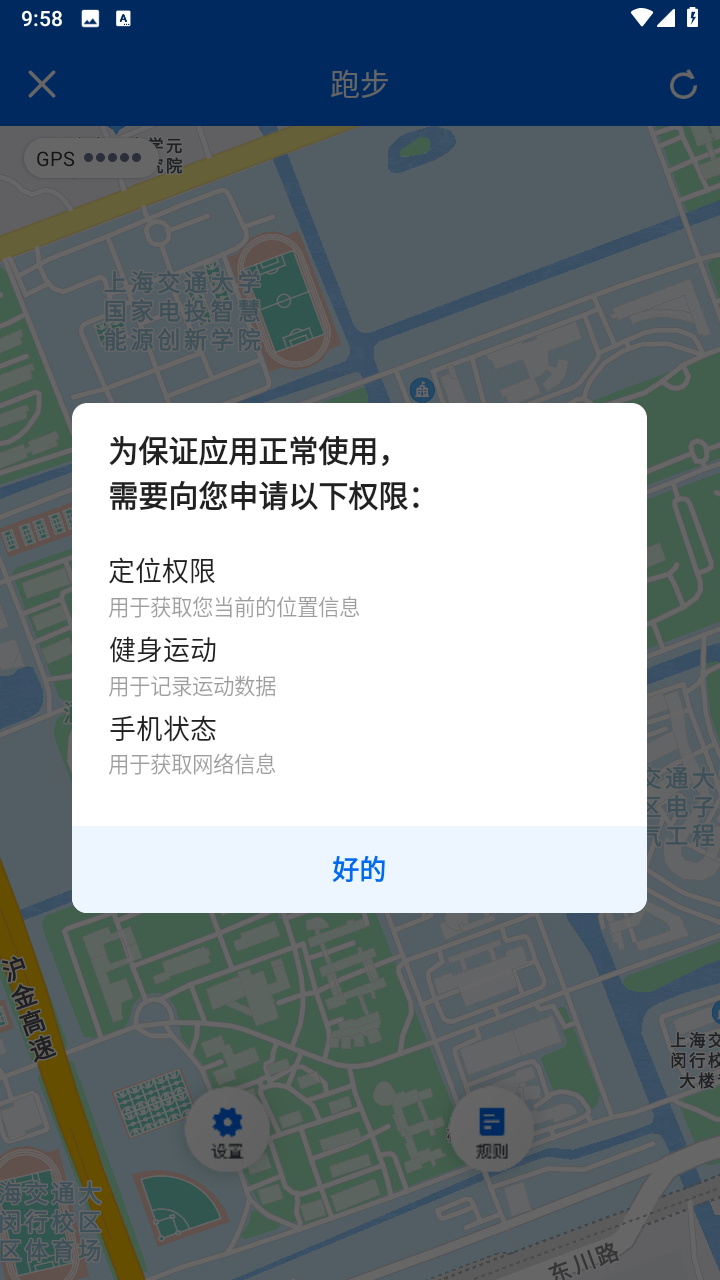 9:58
跑步
GPS
学元
究院
上海交通大学
国家电投智慧
能源创新学院
为保证应用正常使用，
需要向您申请以下权限：
定位权限
用于获取您当前的位置信息
健身运动
用于记录运动数据
手机状态
用于获取网络信息
交通大
区电子
气工程
好的
沪金高速
上海交
闵行校
大楼
设置
规则
海交通大
闵行校区
区体育场
东川路